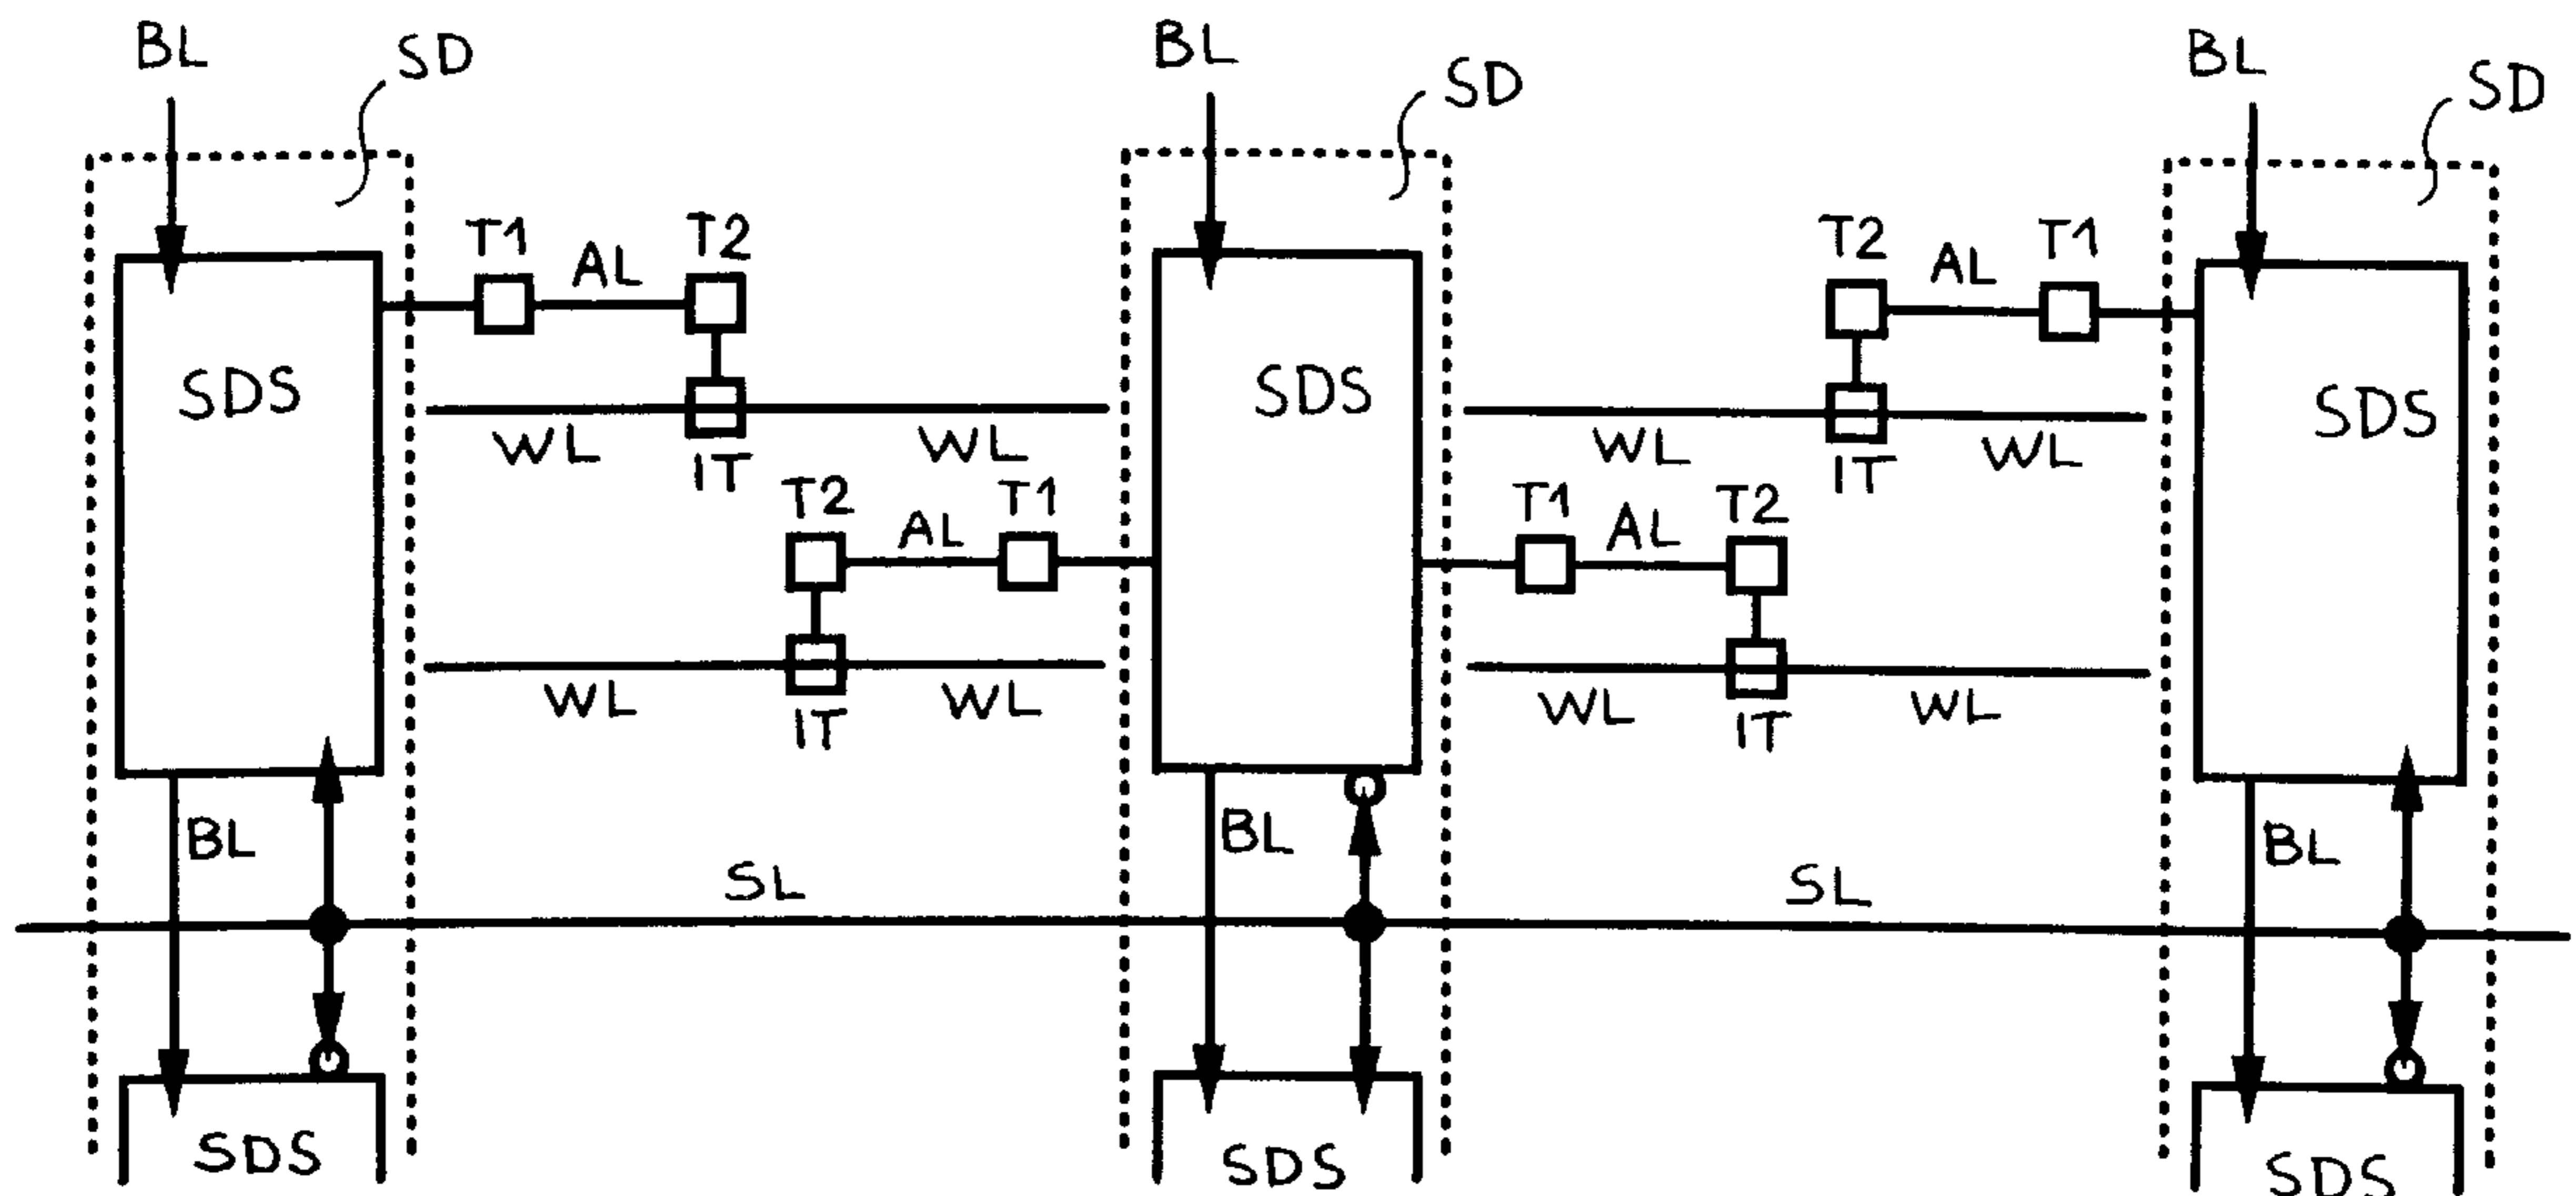 BL SD BL SD BL SD
T1 AL T2 T2 AL T1
SDS SDS SDS
WL IT WL WL IT WL
T2 AL T1 T1 AL T2
WL IT WL WL IT WL
BL BL BL
SL SL
SDS SDS SDS